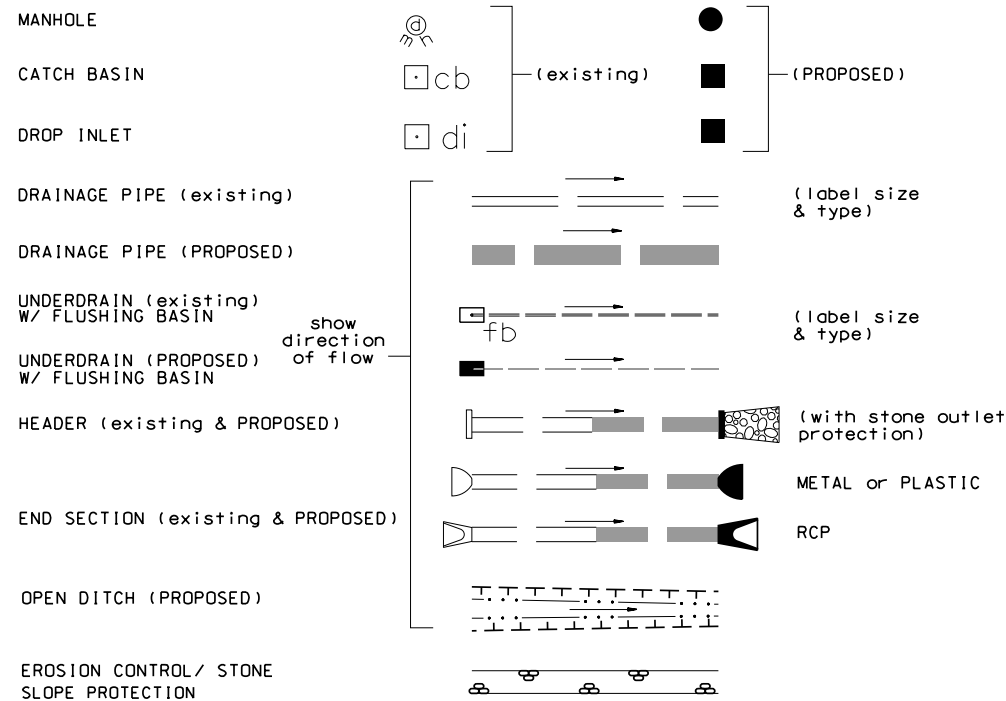 MANHOLE
d
mh
CATCH BASIN
cb
(existing)
(PROPOSED)
DROP INLET
di
DRAINAGE PIPE (existing)
(label size
& type)
DRAINAGE PIPE (PROPOSED)
UNDERDRAIN (existing)
W/ FLUSHING BASIN
fb
(label size
& type)
show
direction
of flow
UNDERDRAIN (PROPOSED)
W/ FLUSHING BASIN
HEADER (existing & PROPOSED)
(with stone outlet
protection)
METAL or PLASTIC
END SECTION (existing & PROPOSED)
RCP
OPEN DITCH (PROPOSED)
EROSION CONTROL/ STONE
SLOPE PROTECTION